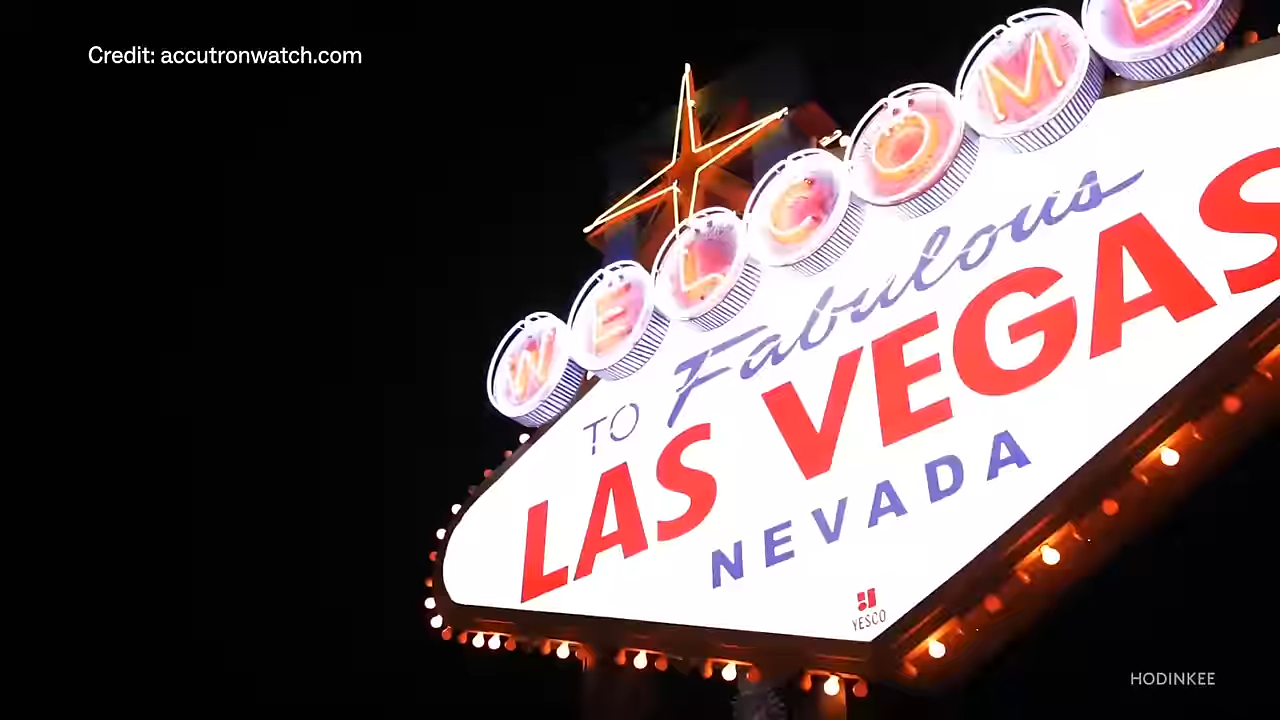 Credit: accutronwatch.com
WELCOME
TO Fabulous
LAS VEGAS
NEVADA
YESCO
HODINKEE